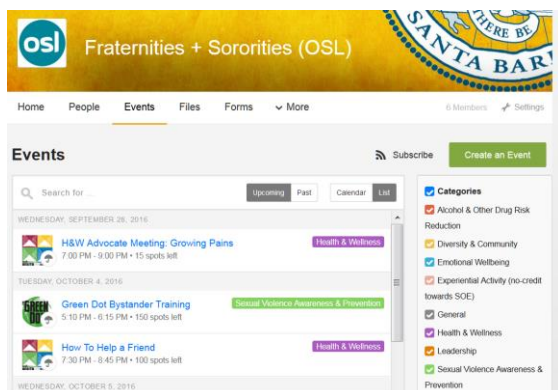 osl
Fraternities + Sororities (OSL)
THERE BE
SANTA BAR
Home People Events Files Forms More
6 Members Settings
Events
Subscribe
Create an Event
Search for ...
Upcoming Past Calendar List
WEDNESDAY, SEPTEMBER 28, 2016
H&W Advocate Meeting: Growing Pains
Health & Wellness
7:00 PM - 9:00 PM • 15 spots left
TUESDAY, OCTOBER 4, 2016
GREEN DOT
Green Dot Bystander Training
Sexual Violence Awareness & Prevention
5:10 PM - 6:15 PM • 150 spots left
How To Help a Friend
Health & Wellness
7:30 PM - 8:45 PM • 100 spots left
WEDNESDAY, OCTOBER 5, 2016
Categories
Alcohol & Other Drug Risk
Reduction
Diversity & Community
Emotional Wellbeing
Experiential Activity (no-credit
towards SOE)
General
Health & Wellness
Leadership
Sexual Violence Awareness &
Prevention